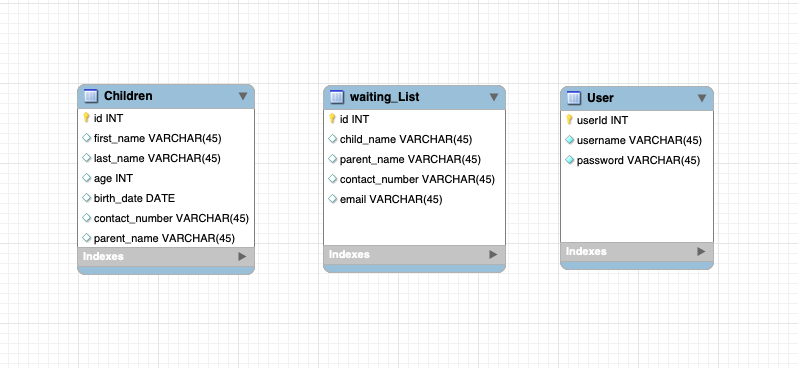 Children
id INT
first_name VARCHAR(45)
last_name VARCHAR(45)
age INT
birth_date DATE
contact_number VARCHAR(45)
parent_name VARCHAR(45)
Indexes
waiting_List
id INT
child_name VARCHAR(45)
parent_name VARCHAR(45)
contact_number VARCHAR(45)
email VARCHAR(45)
Indexes
User
userId INT
username VARCHAR(45)
password VARCHAR(45)
Indexes